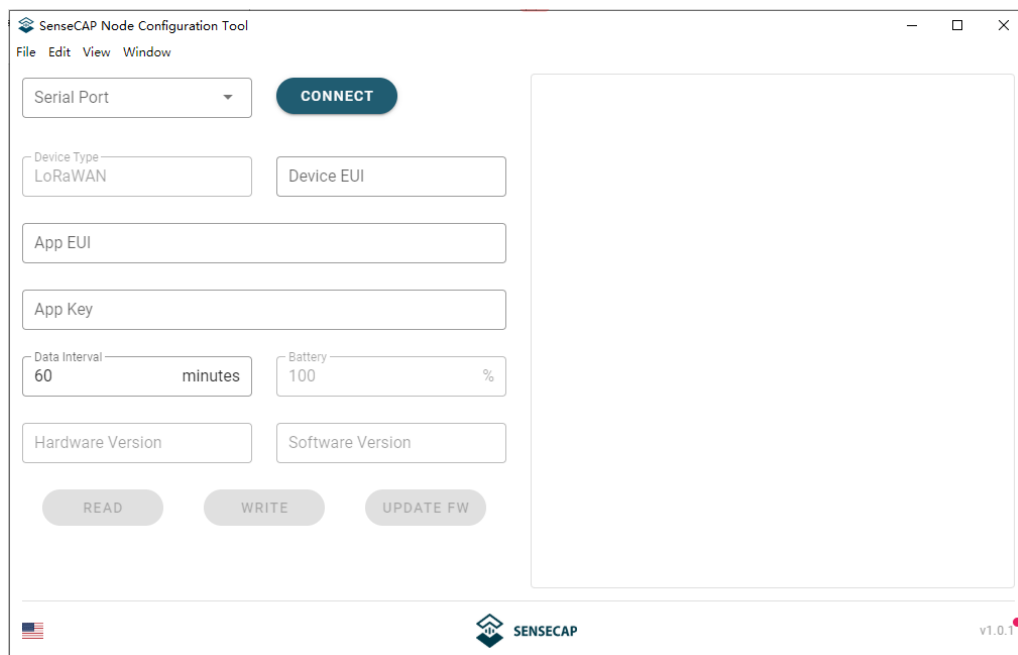 SenseCAP Node Configuration Tool
File Edit View Window
Serial Port CONNECT
Device Type
LoRaWAN Device EUI
App EUI
App Key
Data Interval Battery
60 minutes 100 %
Hardware Version Software Version
READ WRITE UPDATE FW
SENSECAP v1.0.1